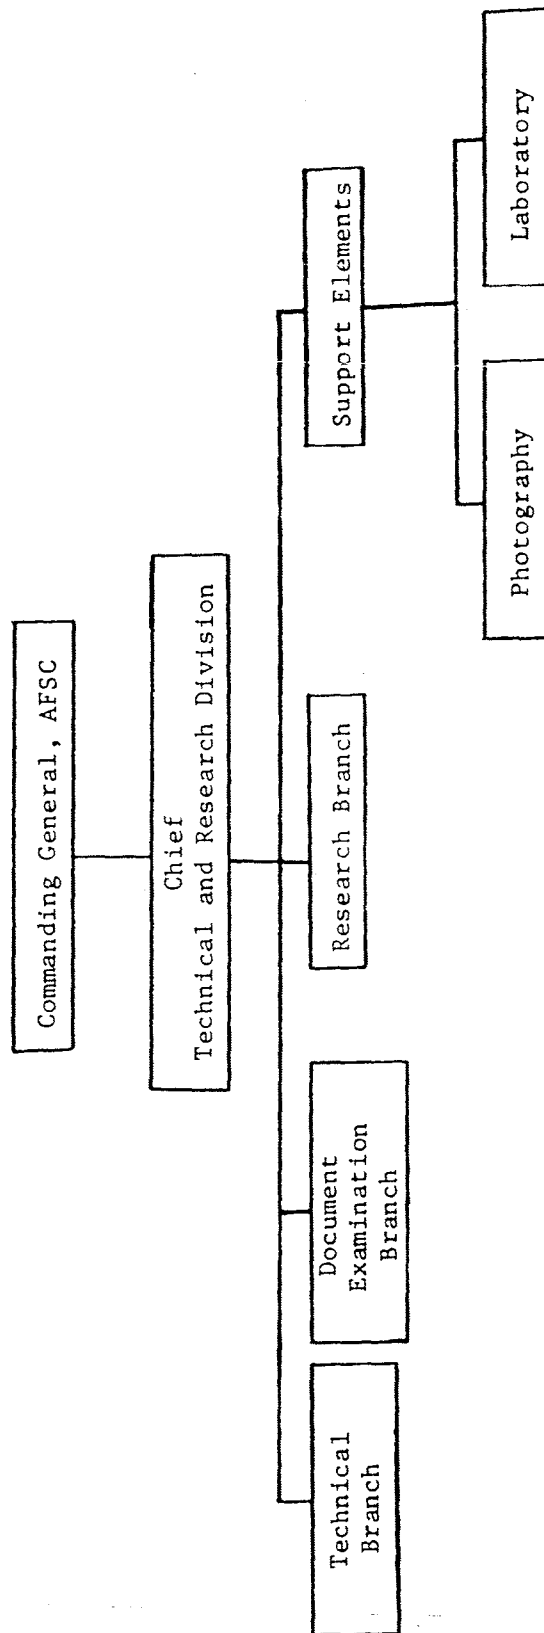 Commanding General, AFSC
Chief
Technical and Research Division
Technical
Branch
Document
Examination
Branch
Research Branch
Support Elements
Photography
Laboratory